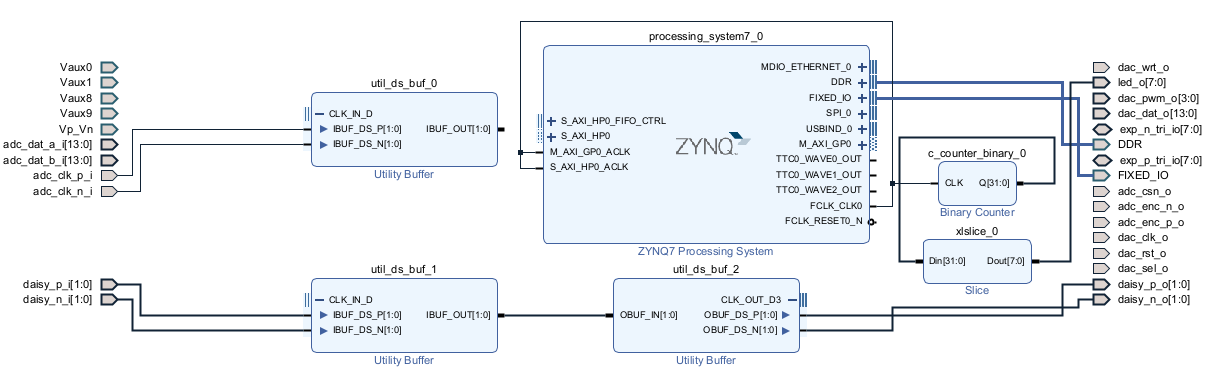 Vaux0
Vaux1
Vaux8
Vaux9
Vp_Vn
adc_dat_a_i[13:0]
adc_dat_b_i[13:0]
adc_clk_p_i
adc_clk_n_i
daisy_p_i[1:0]
daisy_n_i[1:0]
util_ds_buf_0
CLK_IN_D
IBUF_DS_P[1:0]
IBUF_OUT[1:0]
IBUF_DS_N[1:0]
Utility Buffer
util_ds_buf_1
CLK_IN_D
IBUF_DS_P[1:0]
IBUF_OUT[1:0]
IBUF_DS_N[1:0]
Utility Buffer
processing_system7_0
MDIO_ETHERNET_0
DDR
FIXED_IO
SPI_0
USBIND_0
M_AXI_GP0
TTC0_WAVE0_OUT
TTC0_WAVE1_OUT
TTC0_WAVE2_OUT
FCLK_CLK0
FCLK_RESET0_N
S_AXI_HP0_FIFO_CTRL
S_AXI_HP0
M_AXI_GP0_ACLK
S_AXI_HP0_ACLK
ZYNQ
ZYNQ7 Processing System
util_ds_buf_2
CLK_OUT_D3
OBUF_IN[1:0]
OBUF_DS_P[1:0]
OBUF_DS_N[1:0]
Utility Buffer
c_counter_binary_0
CLK
Q[31:0]
Binary Counter
xlslice_0
Din[31:0]
Dout[7:0]
Slice
dac_wrt_o
led_o[7:0]
dac_pwm_o[3:0]
dac_dat_o[13:0]
exp_n_tri_io[7:0]
DDR
exp_p_tri_io[7:0]
FIXED_IO
adc_csn_o
adc_enc_n_o
adc_enc_p_o
dac_clk_o
dac_rst_o
dac_sel_o
daisy_p_o[1:0]
daisy_n_o[1:0]